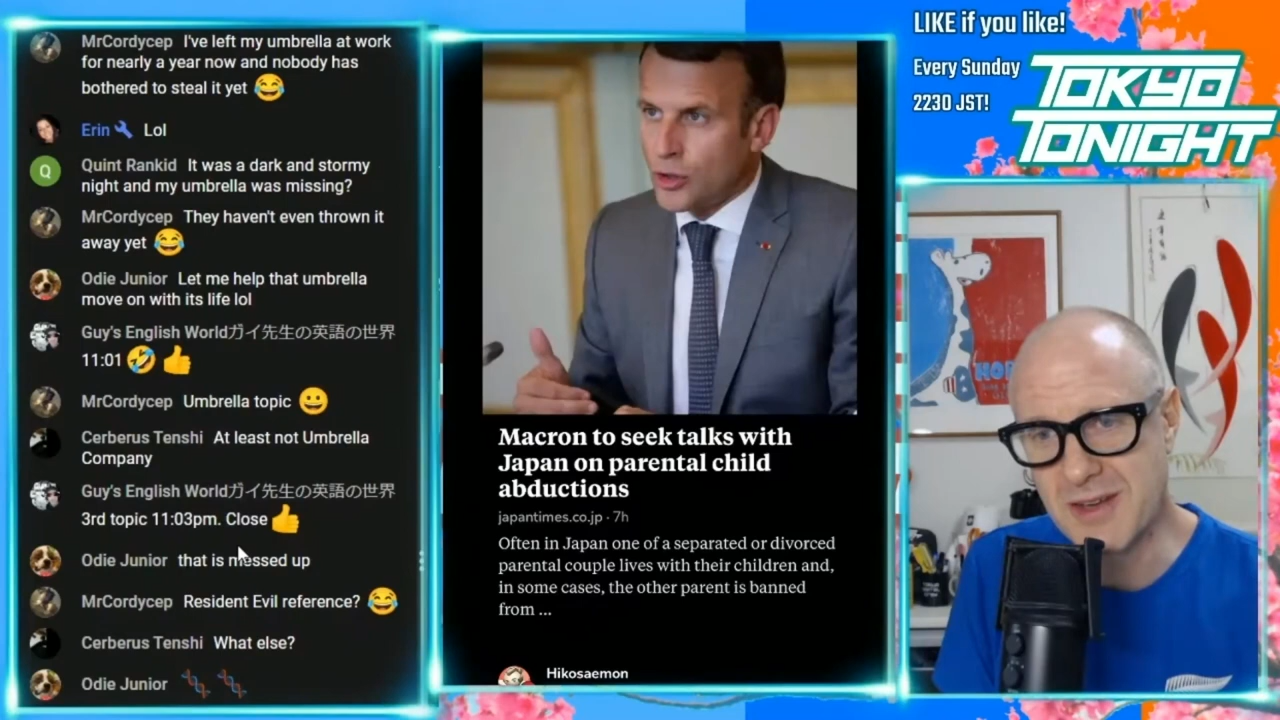 MrCordycep I've left my umbrella at work
for nearly a year now and nobody has
bothered to steal it yet 😂
Erin Lol
Q
Quint Rankid It was a dark and stormy
night and my umbrella was missing?
MrCordycep They haven't even thrown it
away yet 😂
Odie Junior Let me help that umbrella
move on with its life lol
Guy's English Worldガイ先生の英語の世界
11:01 🤣👍
MrCordycep Umbrella topic 😀
Cerberus Tenshi At least not Umbrella
Company
Guy's English Worldガイ先生の英語の世界
3rd topic 11:03pm. Close 👍
Odie Junior that is messed up
MrCordycep Resident Evil reference? 😂
Cerberus Tenshi What else?
Odie Junior 🧬🧬
Macron to seek talks with
Japan on parental child
abductions
japantimes.co.jp · 7h
Often in Japan one of a separated or divorced
parental couple lives with their children and,
in some cases, the other parent is banned
from ...
Hikosaemon
LIKE if you like!
Every Sunday
2230 JST!
TOKYO
TONIGHT